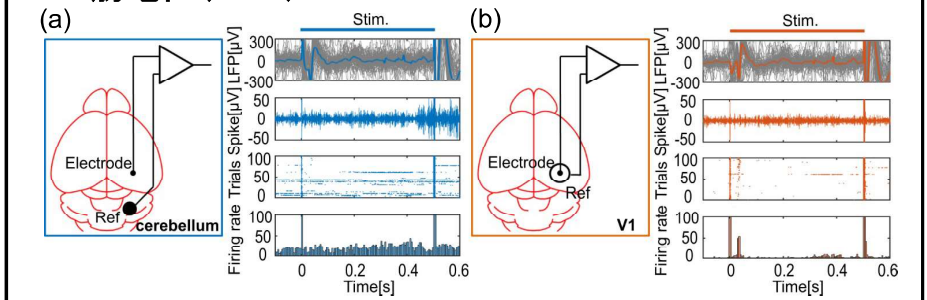 (a)
Stim.
Electrode
Ref
cerebellum
LFP[μV]
300
0
-300
Spike[μV]
50
0
-50
Trials
100
50
0
Firing rate
100
50
0
0
0.2
0.4
0.6
Time[s]
(b)
Stim.
Electrode
Ref
V1
LFP[μV]
300
0
-300
Spike[μV]
50
0
-50
Trials
100
50
0
Firing rate
100
50
0
0
0.2
0.4
0.6
Time[s]